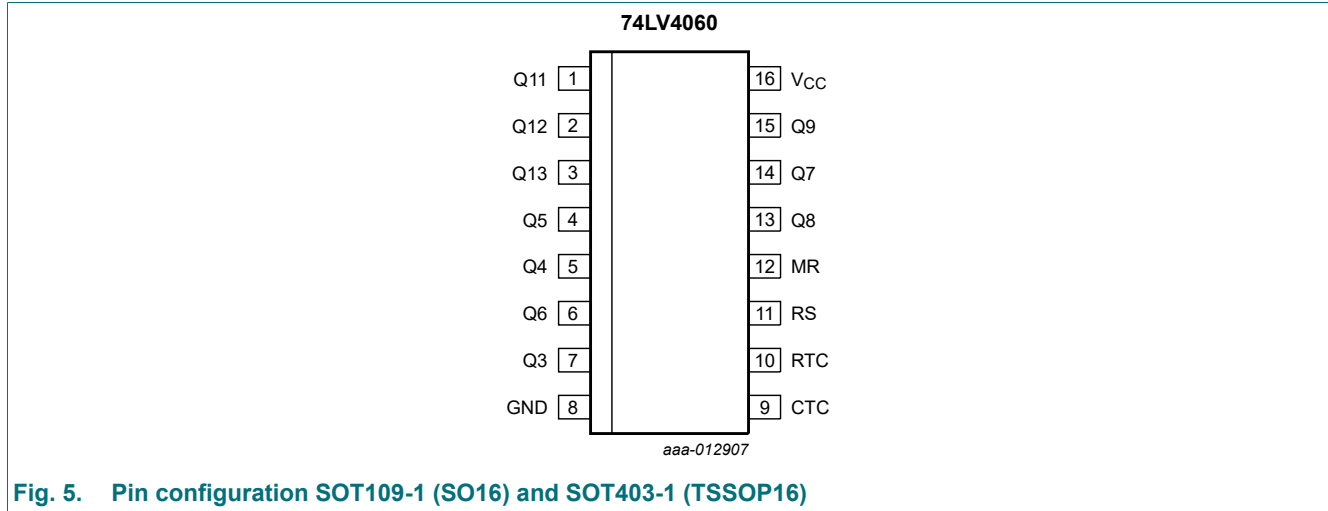 74LV4060
Q11 1 16 VCC
Q12 2 15 Q9
Q13 3 14 Q7
Q5 4 13 Q8
Q4 5 12 MR
Q6 6 11 RS
Q3 7 10 RTC
GND 8 9 CTC
aaa-012907
Fig. 5. Pin configuration SOT109-1 (SO16) and SOT403-1 (TSSOP16)